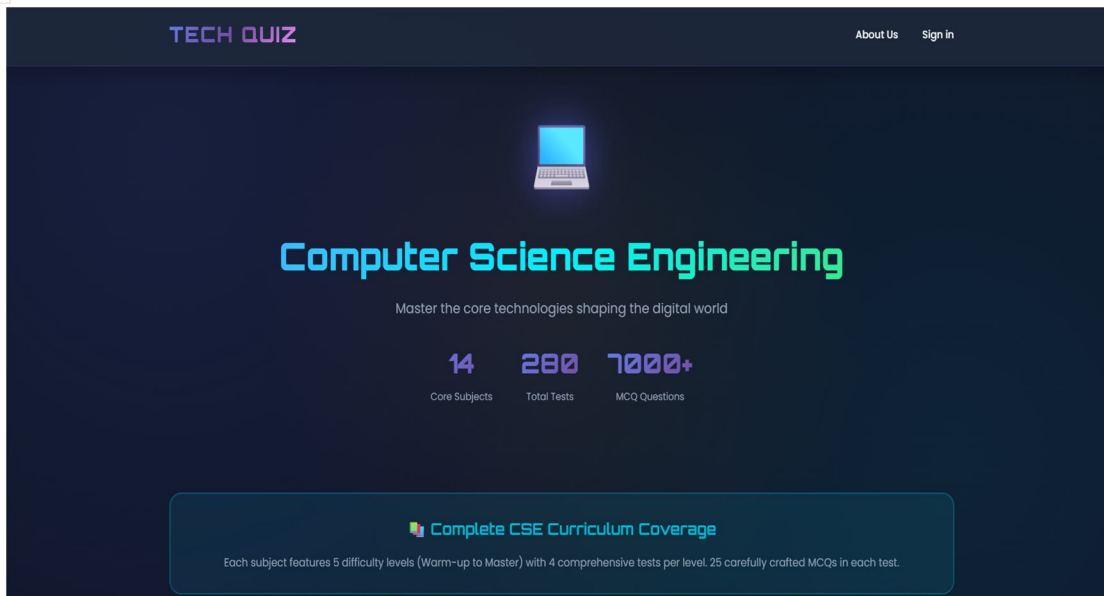 TECH QUIZ
About Us
Sign in
Computer Science Engineering
Master the core technologies shaping the digital world
14
280
7000+
Core Subjects
Total Tests
MCQ Questions
Complete CSE Curriculum Coverage
Each subject features 5 difficulty levels (Warm-up to Master) with 4 comprehensive tests per level. 25 carefully crafted MCQs in each test.